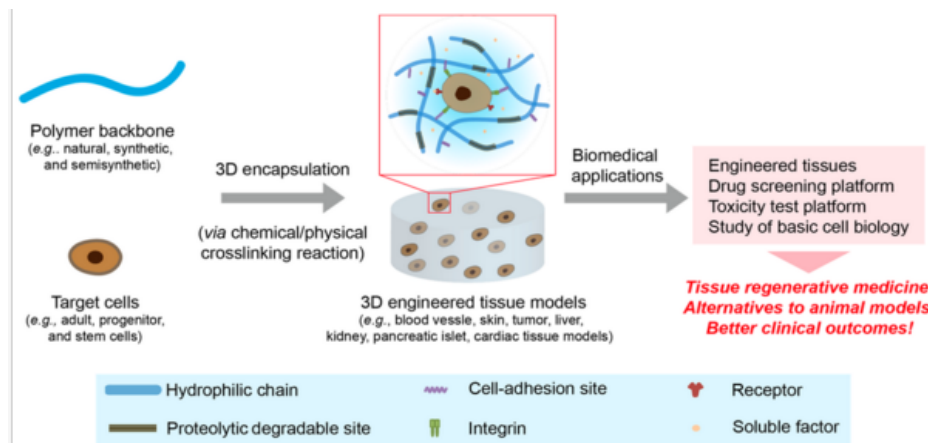 Polymer backbone
(e.g.. natural, synthetic,
and semisynthetic)
Target cells
(e.g., adult, progenitor,
and stem cells)
3D encapsulation
(via chemical/physical
crosslinking reaction)
3D engineered tissue models
(e.g., blood vessle, skin, tumor, liver,
kidney, pancreatic islet, cardiac tissue models)
Biomedical
applications
Engineered tissues
Drug screening platform
Toxicity test platform
Study of basic cell biology
Tissue regenerative medicine
Alternatives to animal models
Better clinical outcomes!
Hydrophilic chain
Cell-adhesion site
Receptor
Proteolytic degradable site
Integrin
Soluble factor